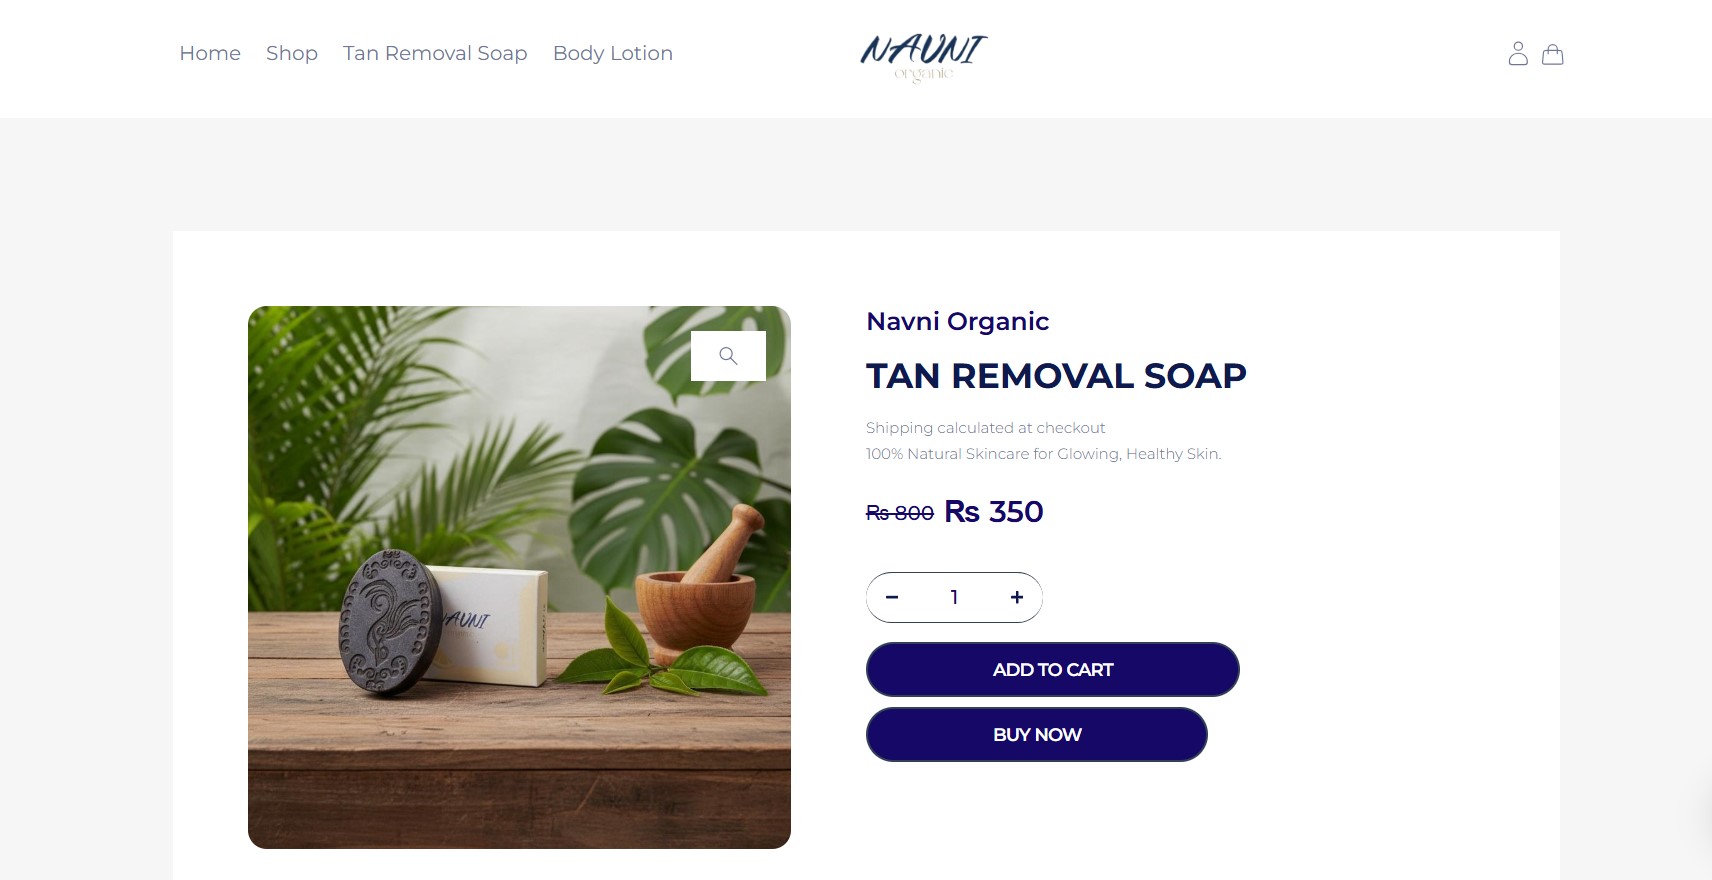 Home Shop Tan Removal Soap Body Lotion
NAVNI
organic
Navni Organic
TAN REMOVAL SOAP
Shipping calculated at checkout
100% Natural Skincare for Glowing, Healthy Skin.
₨ 800 ₨ 350
− 1 +
ADD TO CART
BUY NOW
NAVNI